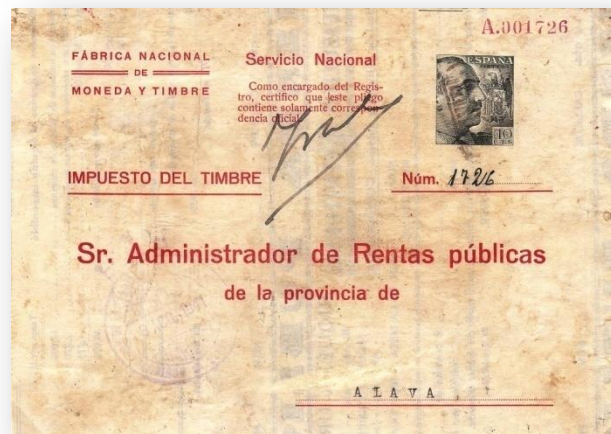 A.001726
FÁBRICA NACIONAL
DE
MONEDA Y TIMBRE
Servicio Nacional
Como encargado del Regis-
tro, certifico que este pliego
contiene solamente correspon-
dencia oficial.
ESPAÑA
10
CTS
IMPUESTO DEL TIMBRE
Núm. 1726
Sr. Administrador de Rentas públicas
de la provincia de
ALAVA